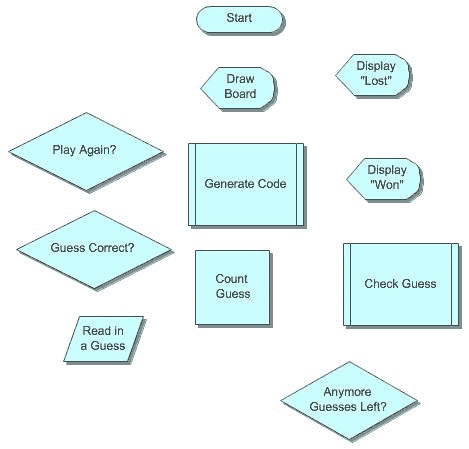 Start
Draw
Board
Display
"Lost"
Play Again?
Generate Code
Display
"Won"
Guess Correct?
Count
Guess
Check Guess
Read in
a Guess
Anymore
Guesses Left?